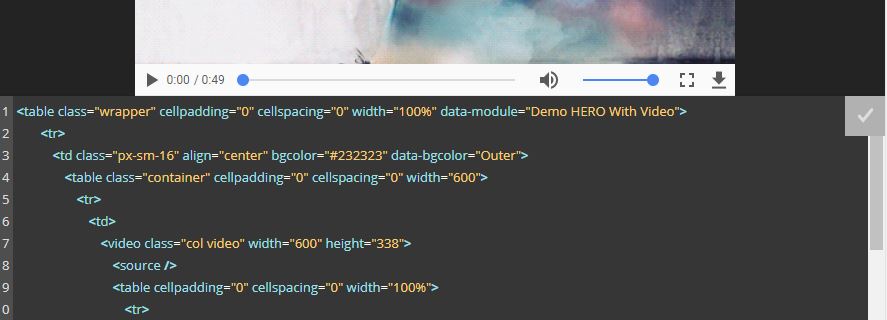 0:00 / 0:49
1 <table class="wrapper" cellpadding="0" cellspacing="0" width="100%" data-module="Demo HERO With Video">
2 <tr>
3 <td class="px-sm-16" align="center" bgcolor="#232323" data-bgcolor="Outer">
4 <table class="container" cellpadding="0" cellspacing="0" width="600">
5 <tr>
6 <td>
7 <video class="col video" width="600" height="338">
8 <source />
9 <table cellpadding="0" cellspacing="0" width="100%">
0 <tr>